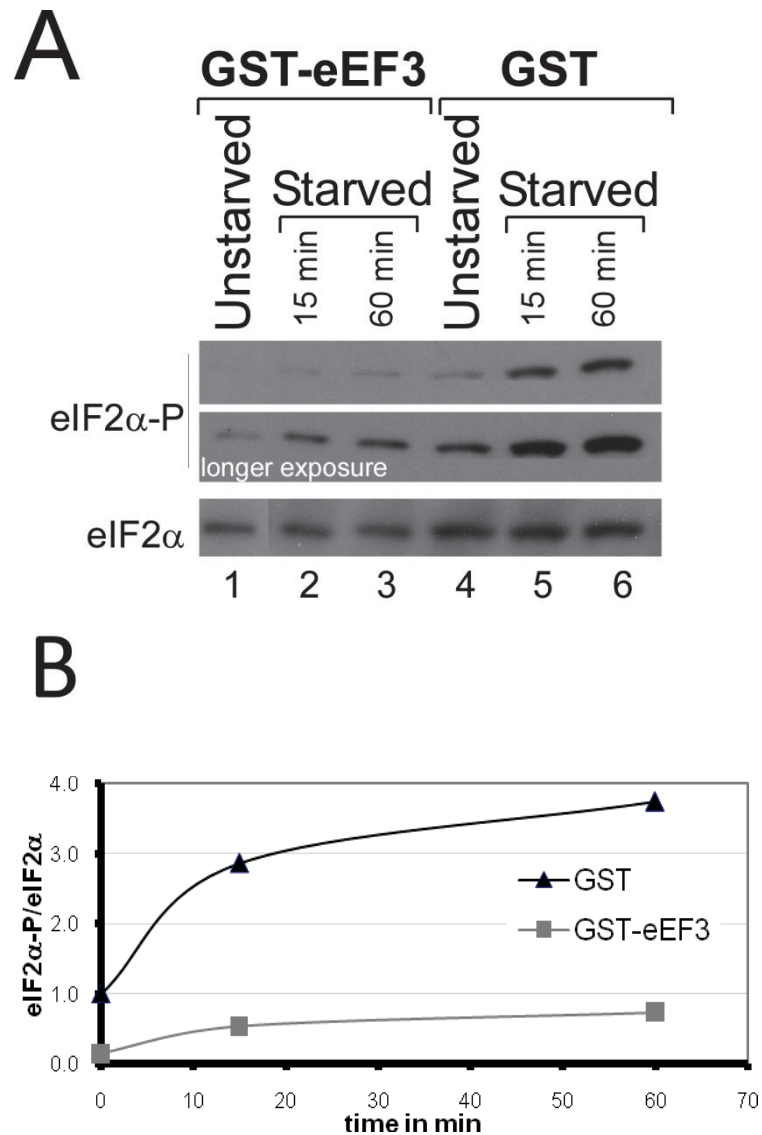 A
GST-eEF3 GST
Unstarved Starved Unstarved Starved
15 min 60 min 15 min 60 min
eIF2α-P
longer exposure
eIF2α
1 2 3 4 5 6
B
4.0
3.0
2.0
1.0
0.0
eIF2α-P/eIF2α
GST
GST-eEF3
0 10 20 30 40 50 60 70
time in min